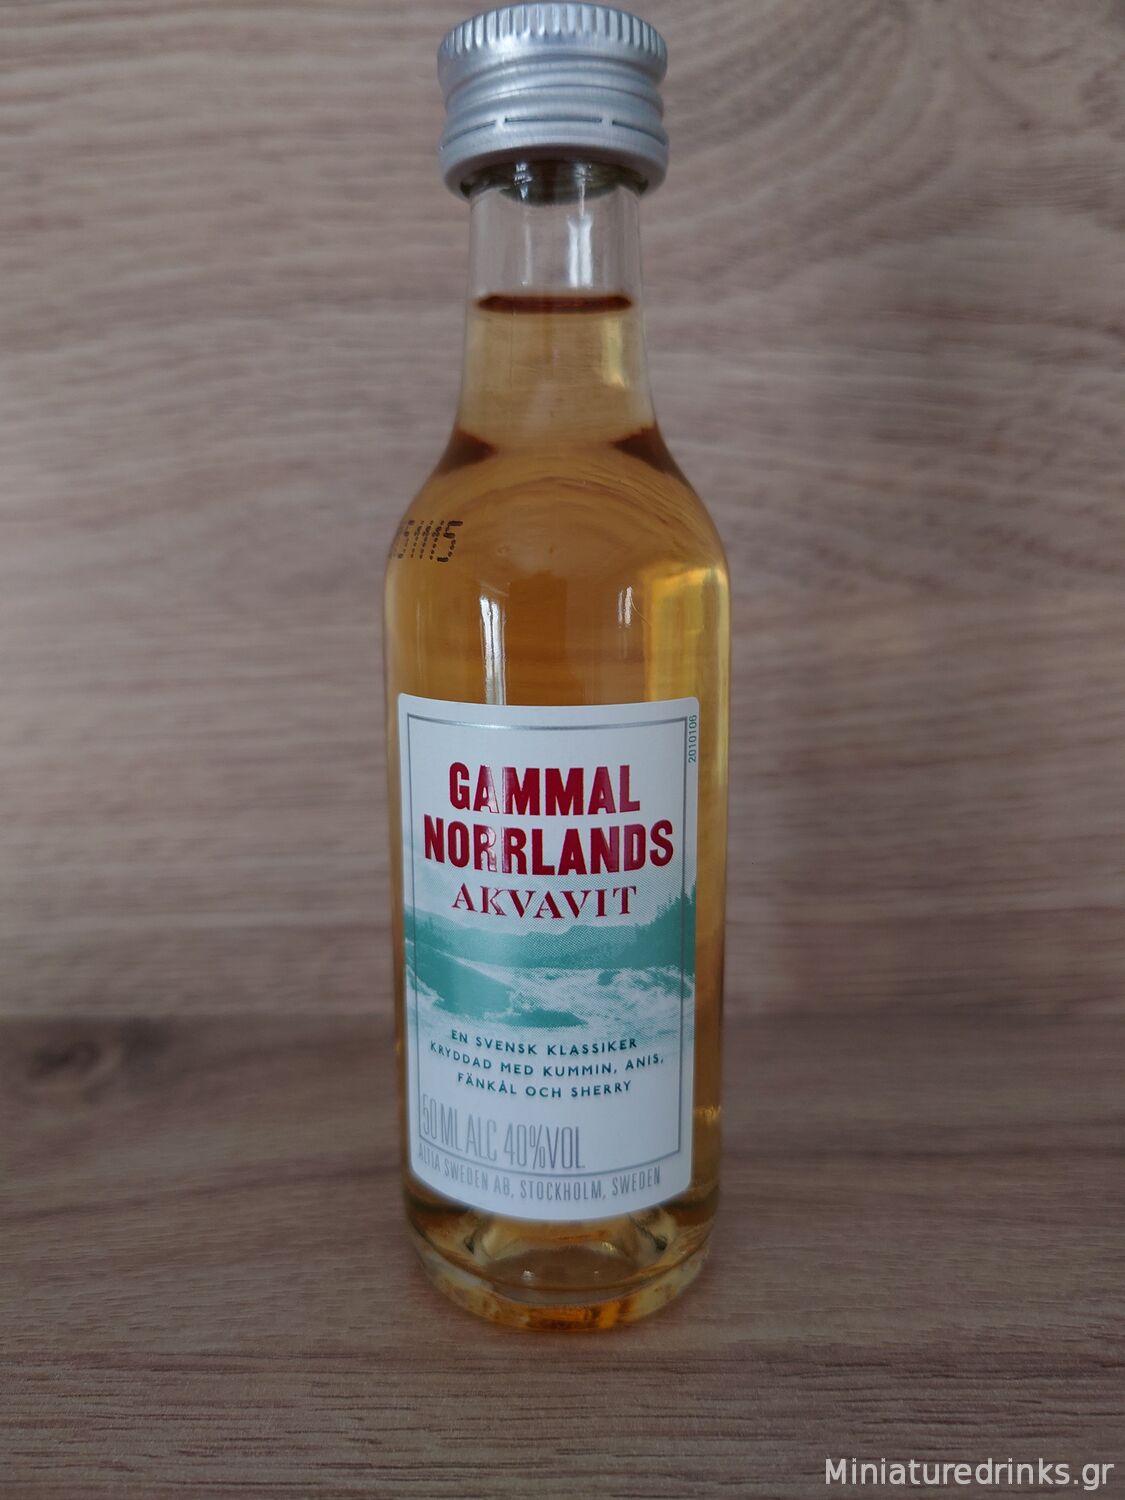 2010106
GAMMAL
NORRLANDS
AKVAVIT
EN SVENSK KLASSIKER
KRYDDAD MED KUMMIN, ANIS,
FÄNKÅL OCH SHERRY
50 ML ALC 40%VOL
ALTIA SWEDEN AB, STOCKHOLM, SWEDEN
Miniaturedrinks.gr